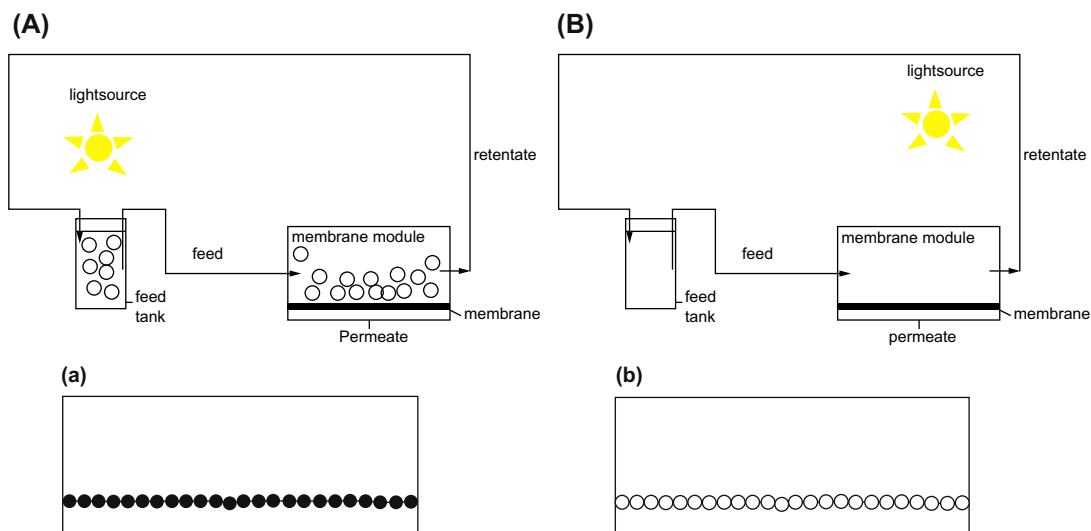 (A)
lightsource
retentate
membrane module
feed
feed
tank
membrane
Permeate
(B)
lightsource
retentate
membrane module
feed
feed
tank
membrane
permeate
(a)
(b)